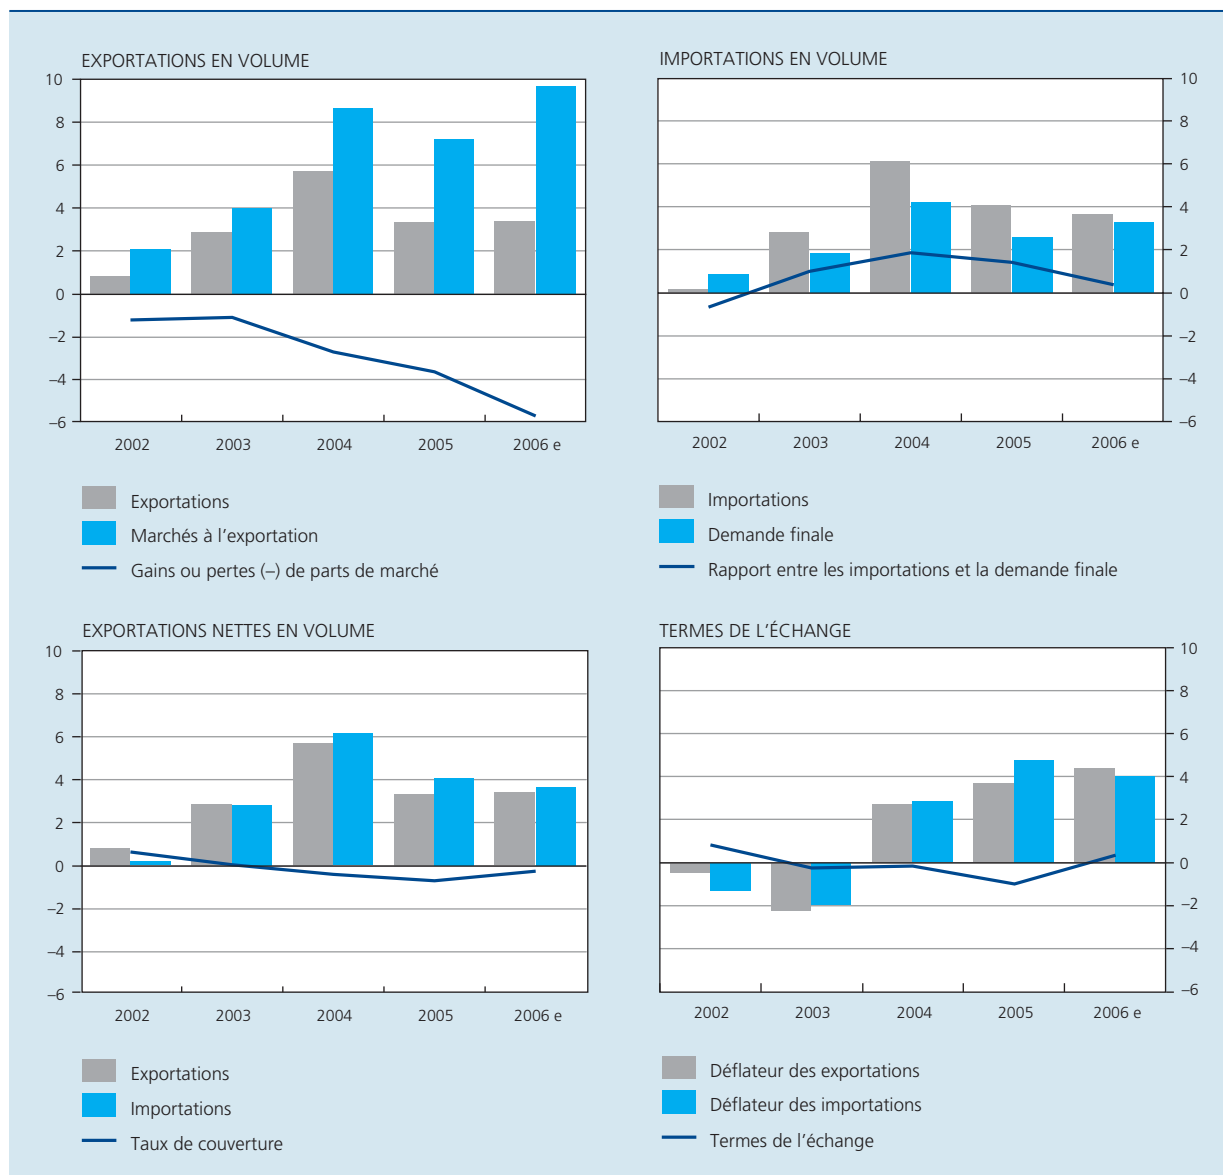 EXPORTATIONS EN VOLUME
10
8
6
4
2
0
–2
–4
–6
2002 2003 2004 2005 2006 e
Exportations
Marchés à l'exportation
Gains ou pertes (–) de parts de marché
IMPORTATIONS EN VOLUME
10
8
6
4
2
0
–2
–4
–6
2002 2003 2004 2005 2006 e
Importations
Demande finale
Rapport entre les importations et la demande finale
EXPORTATIONS NETTES EN VOLUME
10
8
6
4
2
0
–2
–4
–6
2002 2003 2004 2005 2006 e
Exportations
Importations
Taux de couverture
TERMES DE L'ÉCHANGE
10
8
6
4
2
0
–2
–4
–6
2002 2003 2004 2005 2006 e
Déflateur des exportations
Déflateur des importations
Termes de l'échange